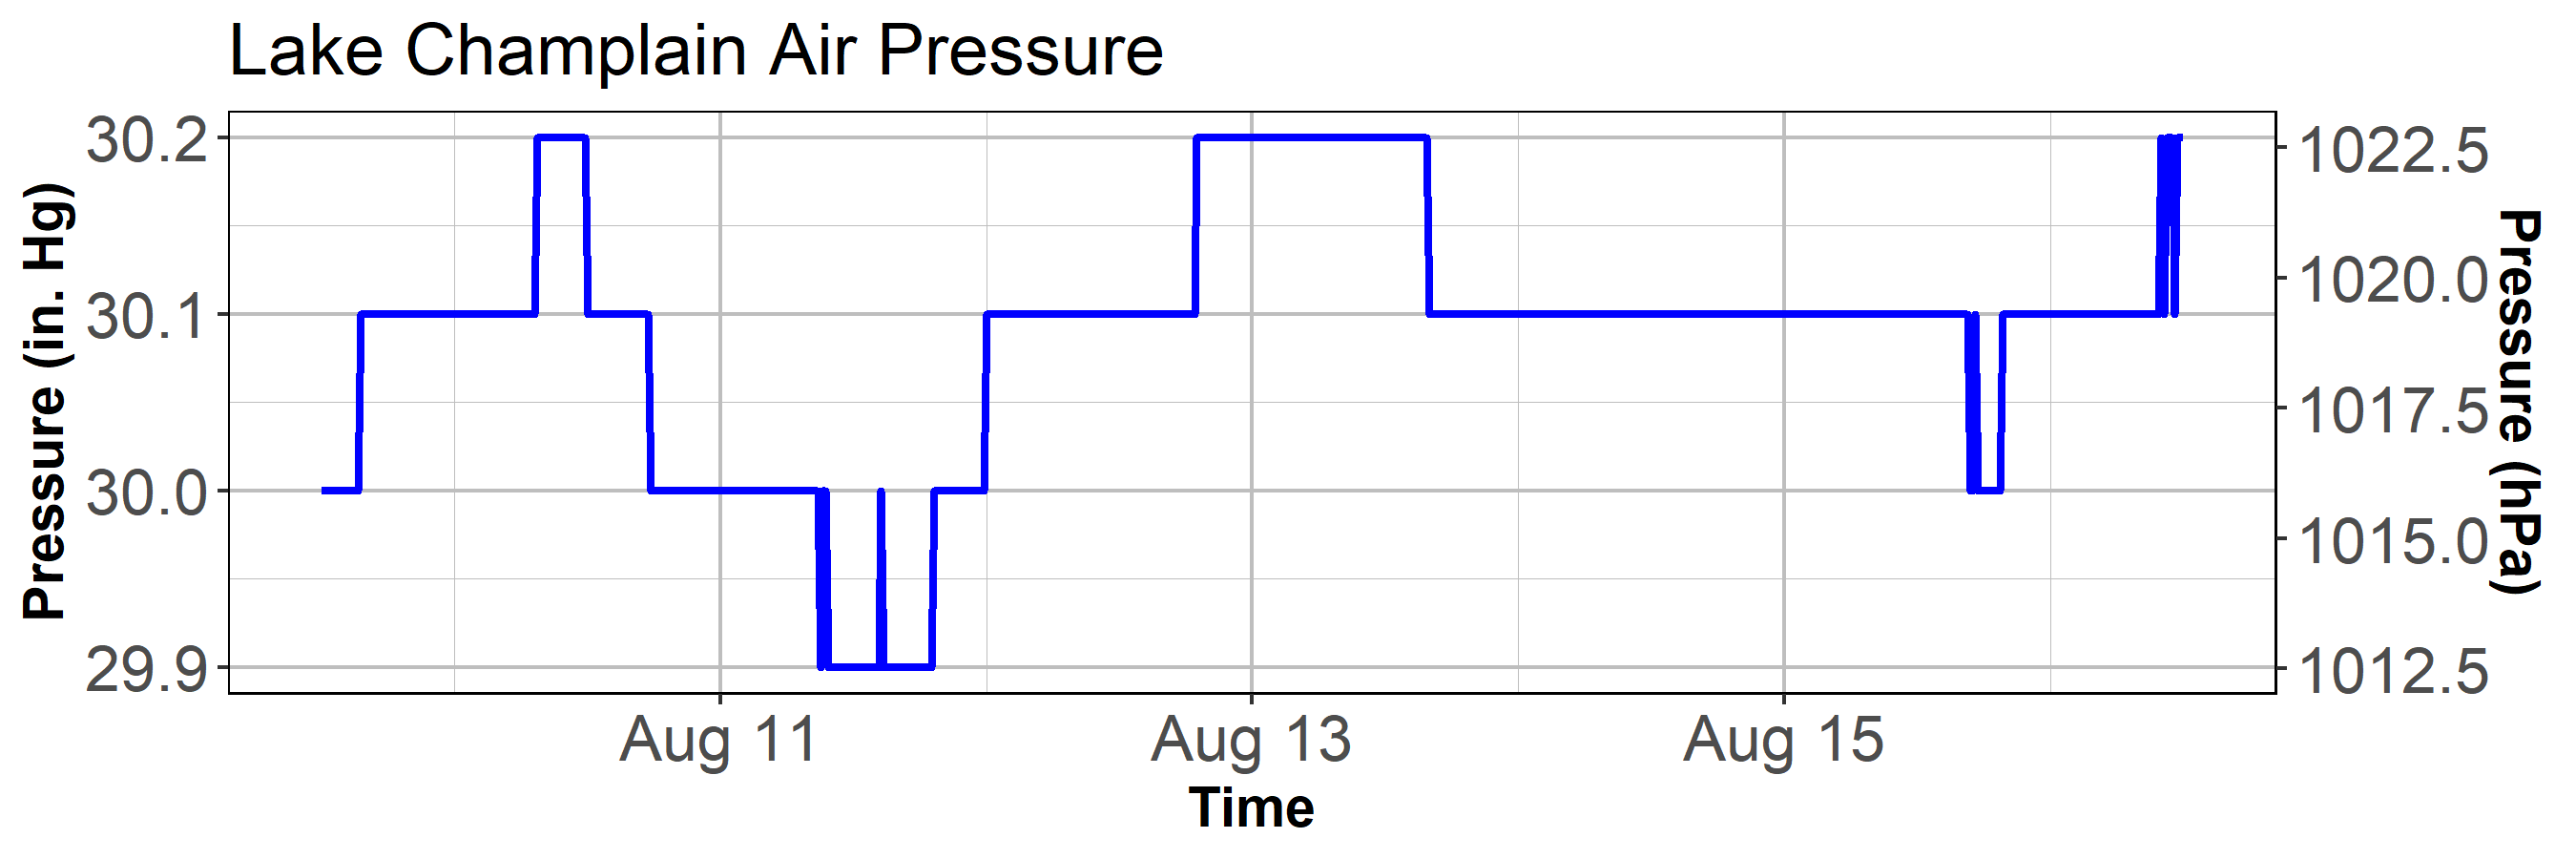 Lake Champlain Air Pressure
30.2
30.1
30.0
29.9
Pressure (in. Hg)
1022.5
1020.0
1017.5
1015.0
1012.5
Pressure (hPa)
Aug 11 Aug 13 Aug 15
Time